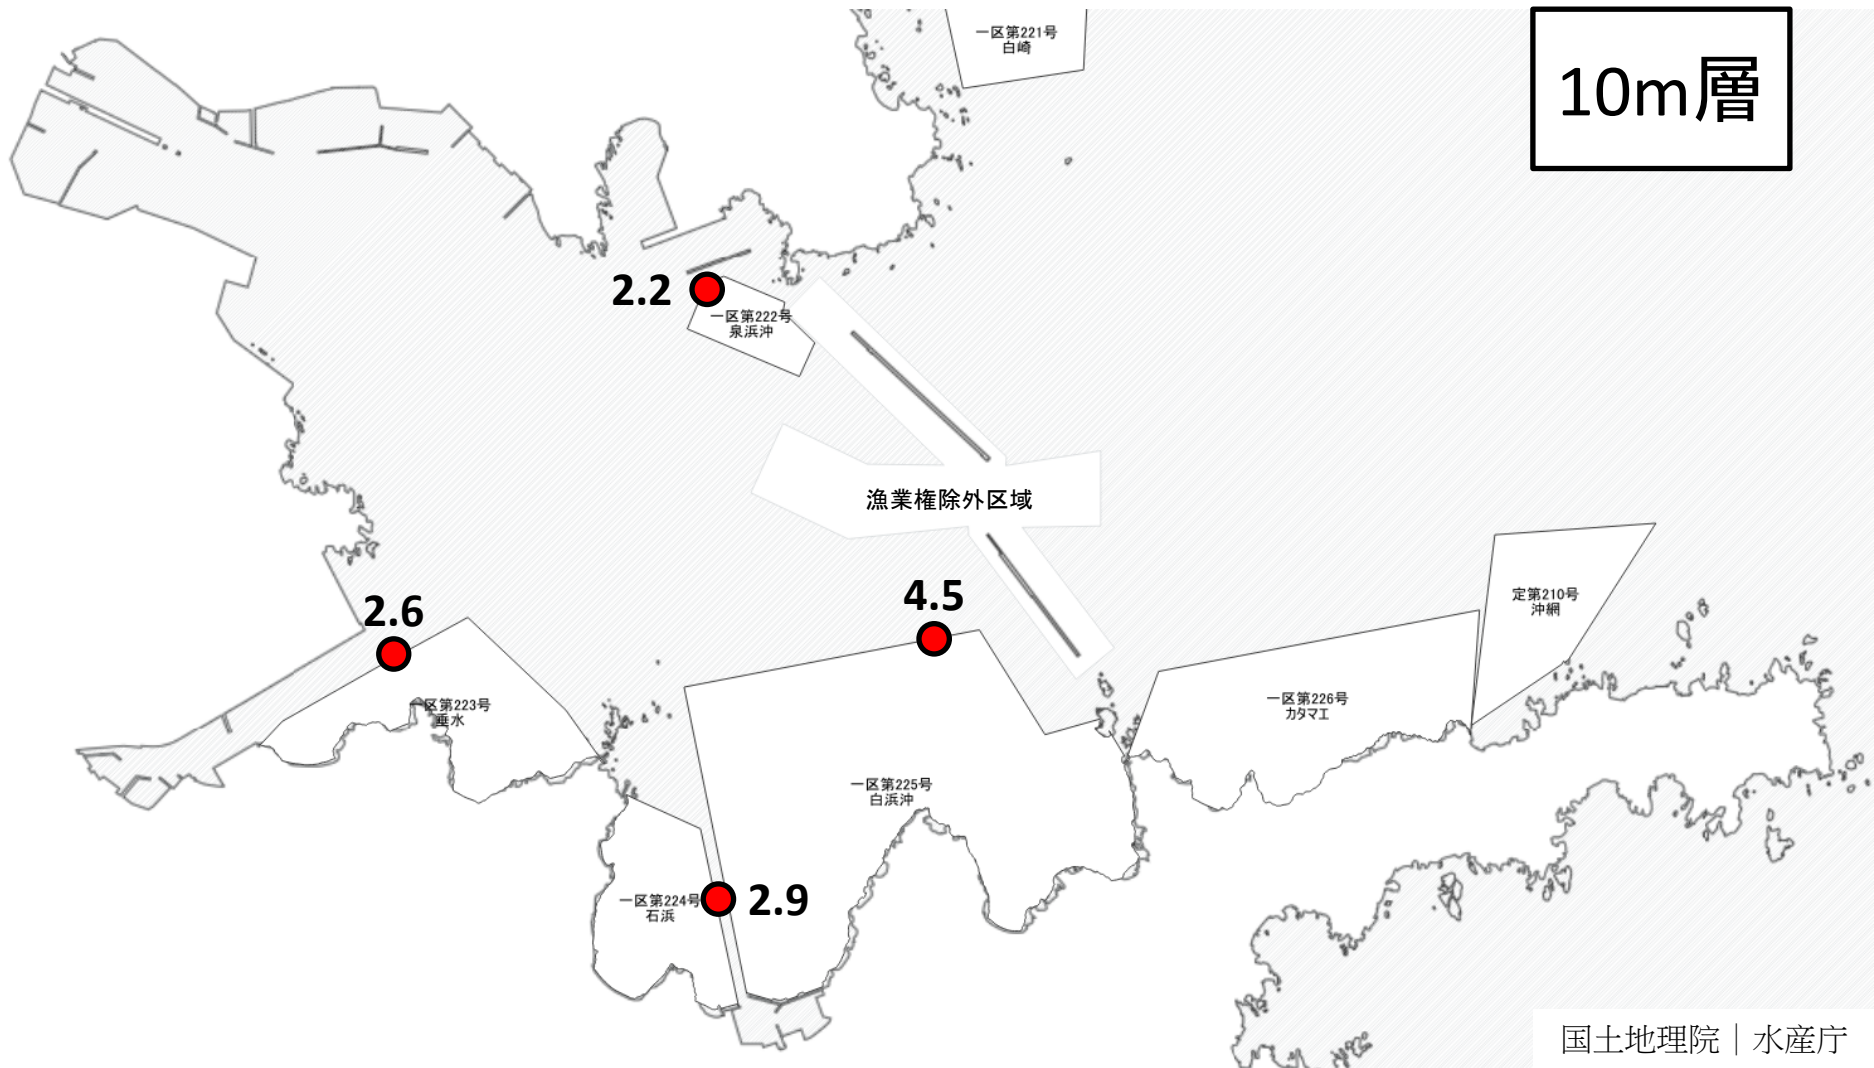 一区第221号
白崎
10m層
2.2
一区第222号
泉浜沖
漁業権除外区域
2.6
4.5
定第210号
沖網
一区第223号
垂水
一区第226号
カタマエ
一区第225号
白浜沖
一区第224号
石浜
2.9
国土地理院｜水産庁